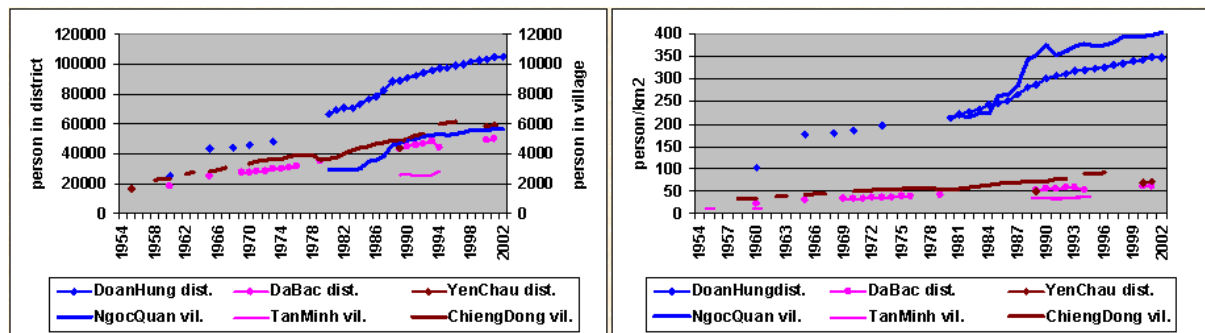 120000
100000
80000
60000
40000
20000
0
person in district
12000
10000
8000
6000
4000
2000
0
person in village
1954 1958 1962 1966 1970 1974 1978 1982 1986 1990 1994 1998 2002
DoanHung dist. DaBac dist. YenChau dist.
NgocQuan vil. TanMinh vil. ChiengDong vil.
400
350
300
250
200
150
100
50
0
person/km2
1954 1957 1960 1963 1966 1969 1972 1975 1978 1981 1984 1987 1990 1993 1996 1999 2002
DoanHungdist. DaBac dist. YenChau dist.
NgocQuan vil. TanMinh vil. ChiengDong vil.